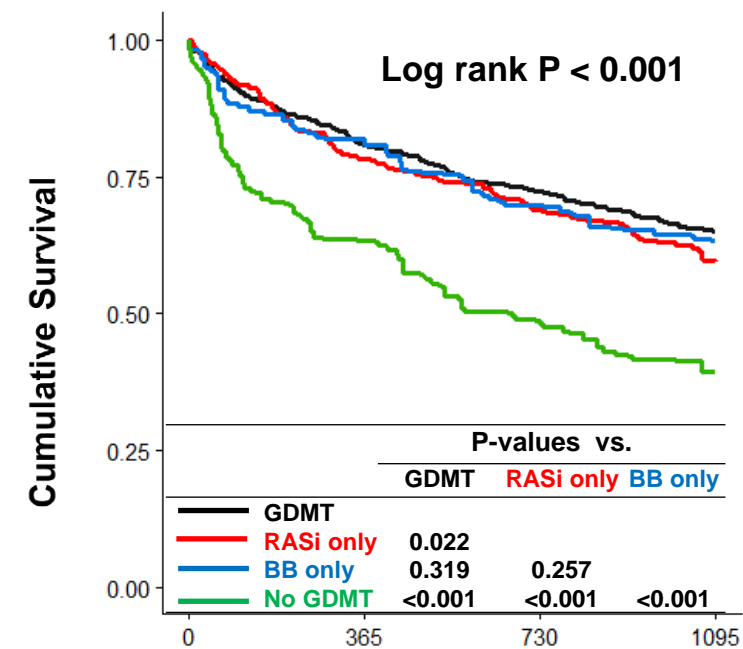 Log rank P < 0.001
Cumulative Survival
1.00
0.75
0.50
0.25
0.00
P-values vs.
GDMT RASi only BB only
GDMT
RASi only 0.022
BB only 0.319 0.257
No GDMT <0.001 <0.001 <0.001
0 365 730 1095